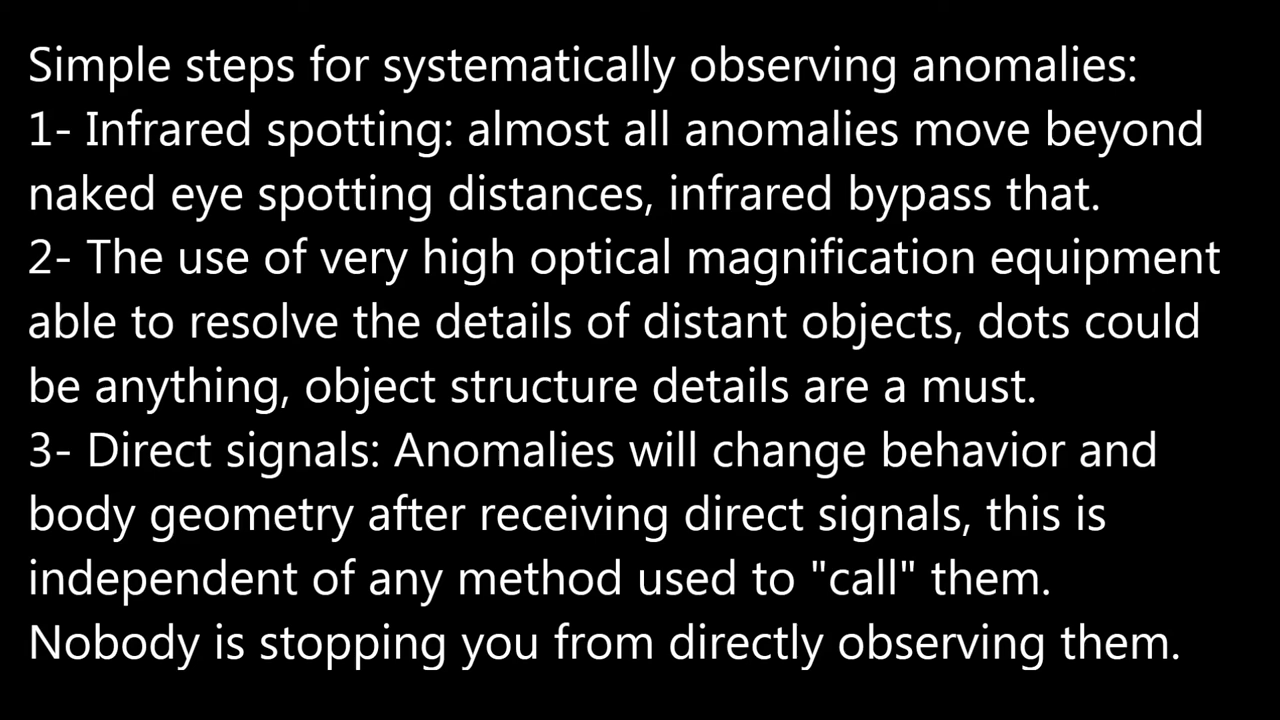 Simple steps for systematically observing anomalies:
1- Infrared spotting: almost all anomalies move beyond
naked eye spotting distances, infrared bypass that.
2- The use of very high optical magnification equipment
able to resolve the details of distant objects, dots could
be anything, object structure details are a must.
3- Direct signals: Anomalies will change behavior and
body geometry after receiving direct signals, this is
independent of any method used to "call" them.
Nobody is stopping you from directly observing them.